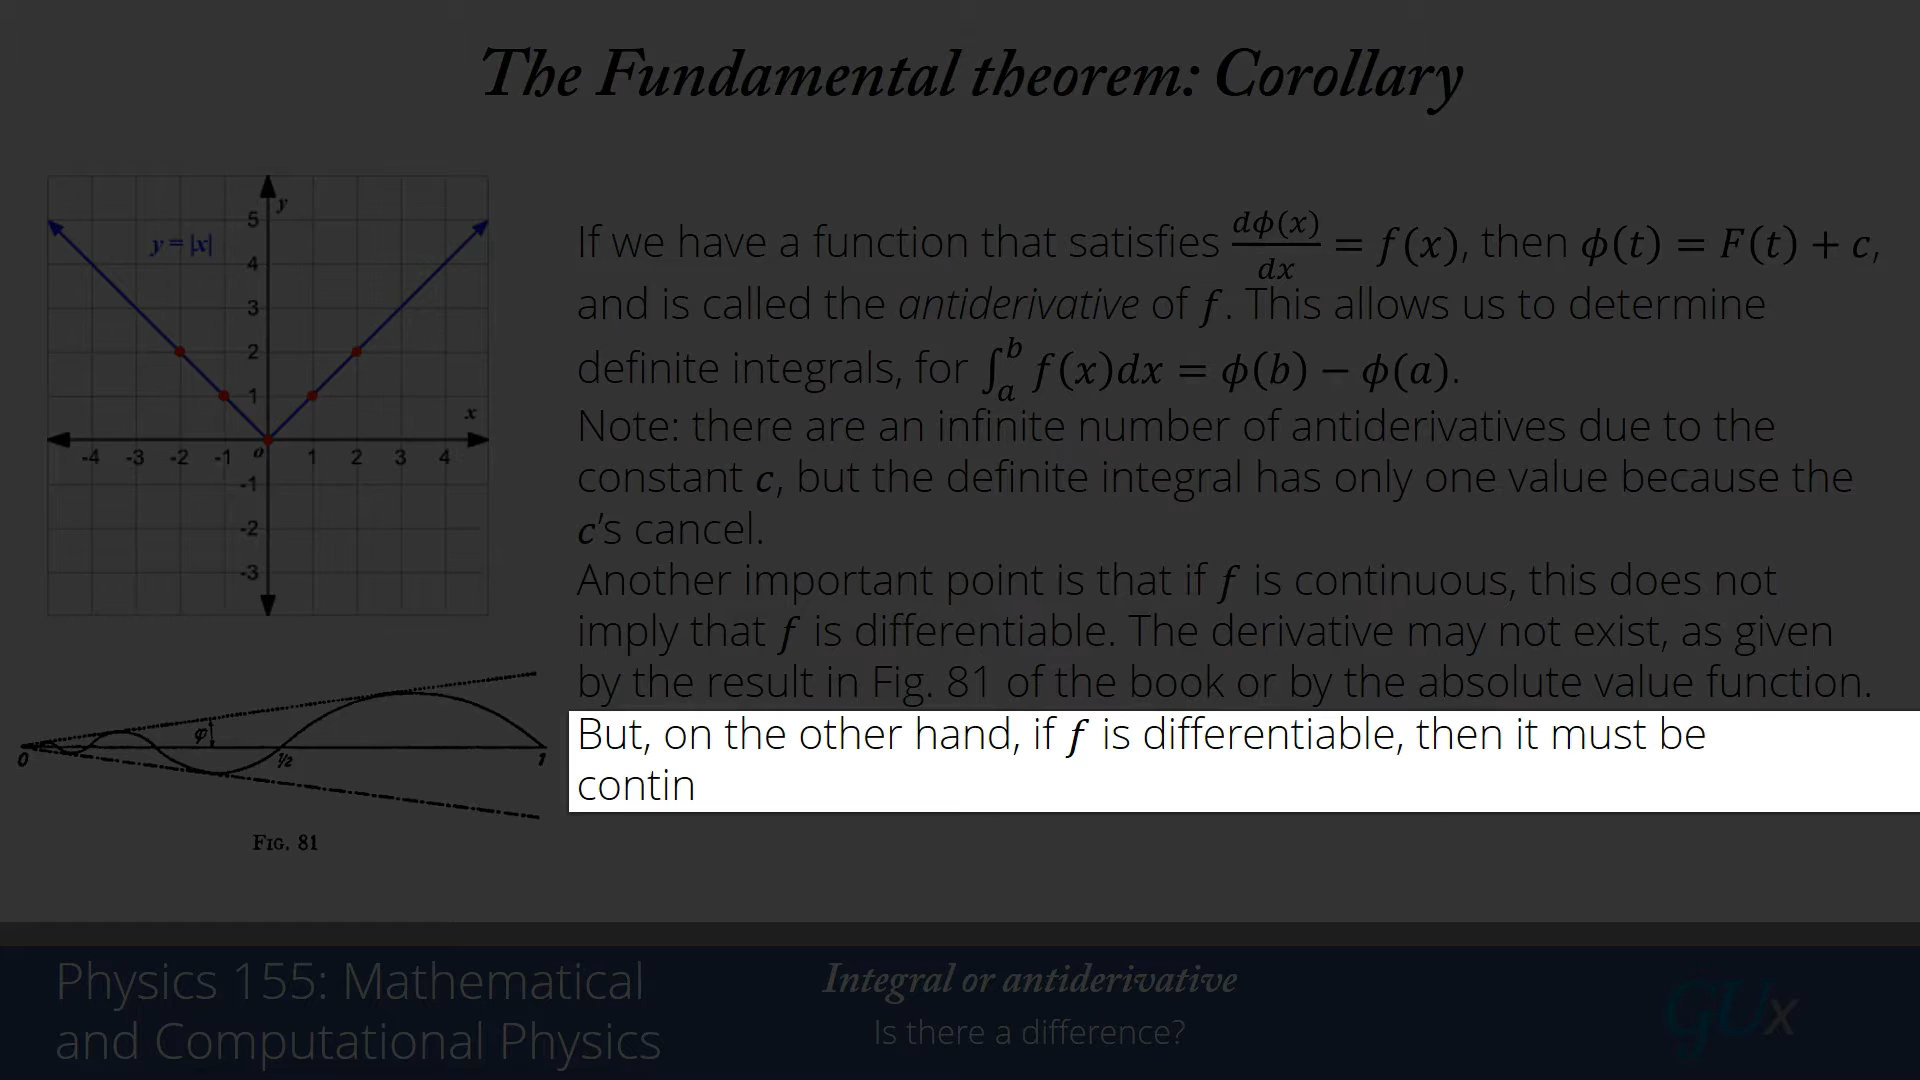 The Fundamental theorem: Corollary
y
5
y = |x|
4
3
2
1
x
-4 -3 -2 -1 o 1 2 3 4
-1
-2
-3
φ
0 ½ 1
Fig. 81
If we have a function that satisfies dϕ(x)/dx = f(x), then ϕ(t) = F(t) + c,
and is called the antiderivative of f. This allows us to determine
definite integrals, for ∫_a^b f(x)dx = ϕ(b) − ϕ(a).
Note: there are an infinite number of antiderivatives due to the
constant c, but the definite integral has only one value because the
c's cancel.
Another important point is that if f is continuous, this does not
imply that f is differentiable. The derivative may not exist, as given
by the result in Fig. 81 of the book or by the absolute value function.
But, on the other hand, if f is differentiable, then it must be
contin
Physics 155: Mathematical
and Computational Physics
Integral or antiderivative
Is there a difference?
GUx